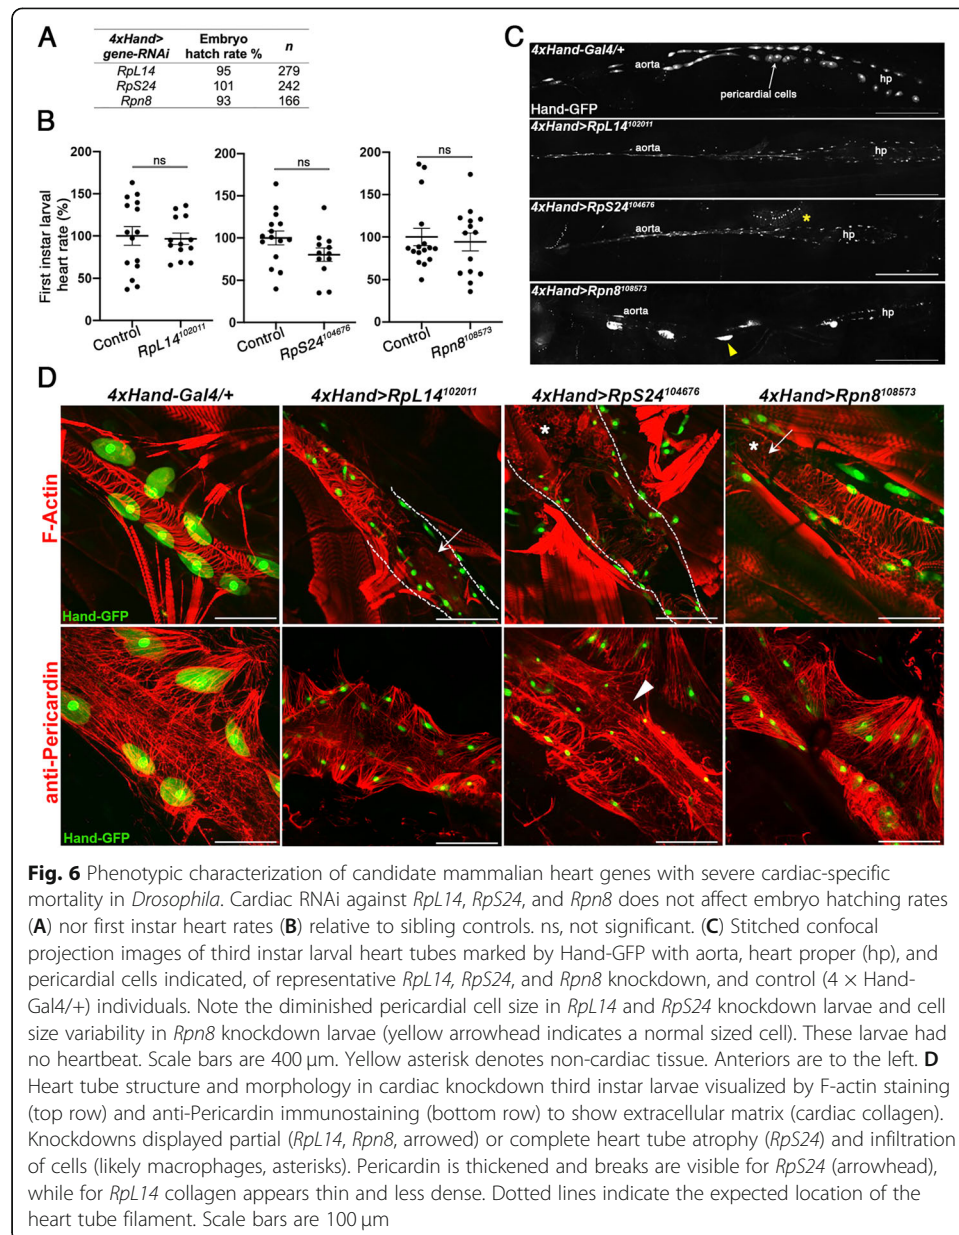 A
4xHand> gene-RNAi Embryo hatch rate % n
RpL14 95 279
RpS24 101 242
Rpn8 93 166
B
First instar larval heart rate (%)
200
150
100
50
0
ns
Control
RpL14102011
200
150
100
50
0
ns
Control
RpS24104676
200
150
100
50
0
ns
Control
Rpn8108573
C
4xHand-Gal4/+
aorta
hp
pericardial cells
Hand-GFP
4xHand>RpL14102011
aorta
hp
4xHand>RpS24104676
*
aorta
hp
4xHand>Rpn8108573
aorta
hp
D
4xHand-Gal4/+ 4xHand>RpL14102011 4xHand>RpS24104676 4xHand>Rpn8108573
F-Actin
*
*
Hand-GFP
anti-Pericardin
Hand-GFP
Fig. 6 Phenotypic characterization of candidate mammalian heart genes with severe cardiac-specific
mortality in Drosophila. Cardiac RNAi against RpL14, RpS24, and Rpn8 does not affect embryo hatching rates
(A) nor first instar heart rates (B) relative to sibling controls. ns, not significant. (C) Stitched confocal
projection images of third instar larval heart tubes marked by Hand-GFP with aorta, heart proper (hp), and
pericardial cells indicated, of representative RpL14, RpS24, and Rpn8 knockdown, and control (4 × Hand-
Gal4/+) individuals. Note the diminished pericardial cell size in RpL14 and RpS24 knockdown larvae and cell
size variability in Rpn8 knockdown larvae (yellow arrowhead indicates a normal sized cell). These larvae had
no heartbeat. Scale bars are 400 μm. Yellow asterisk denotes non-cardiac tissue. Anteriors are to the left. D
Heart tube structure and morphology in cardiac knockdown third instar larvae visualized by F-actin staining
(top row) and anti-Pericardin immunostaining (bottom row) to show extracellular matrix (cardiac collagen).
Knockdowns displayed partial (RpL14, Rpn8, arrowed) or complete heart tube atrophy (RpS24) and infiltration
of cells (likely macrophages, asterisks). Pericardin is thickened and breaks are visible for RpS24 (arrowhead),
while for RpL14 collagen appears thin and less dense. Dotted lines indicate the expected location of the
heart tube filament. Scale bars are 100 μm